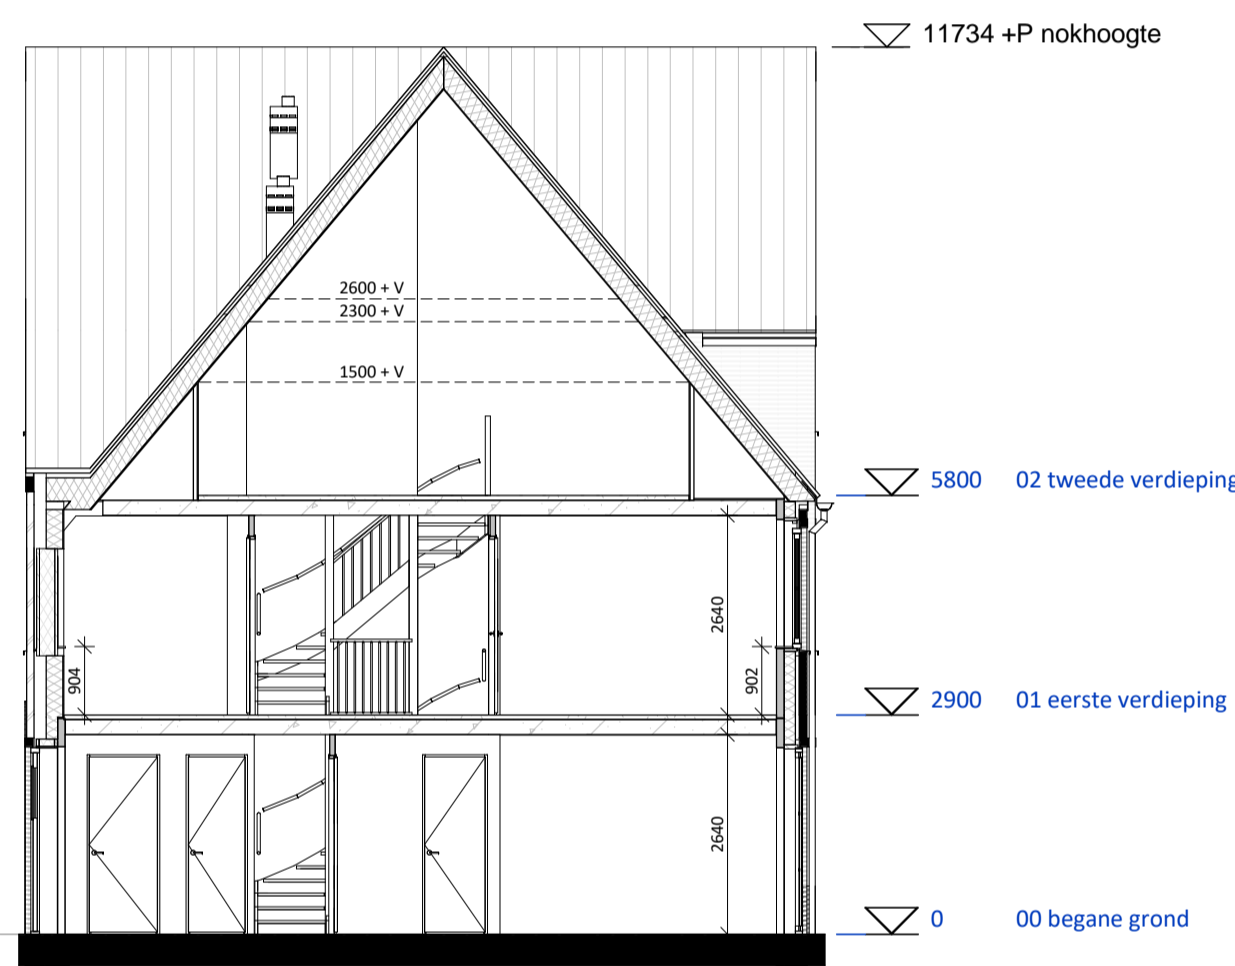 11734 +P nokhoogte
2600 + V
2300 + V
1500 + V
5800 02 tweede verdieping
2640
904
902
2900 01 eerste verdieping
2640
0 00 begane grond